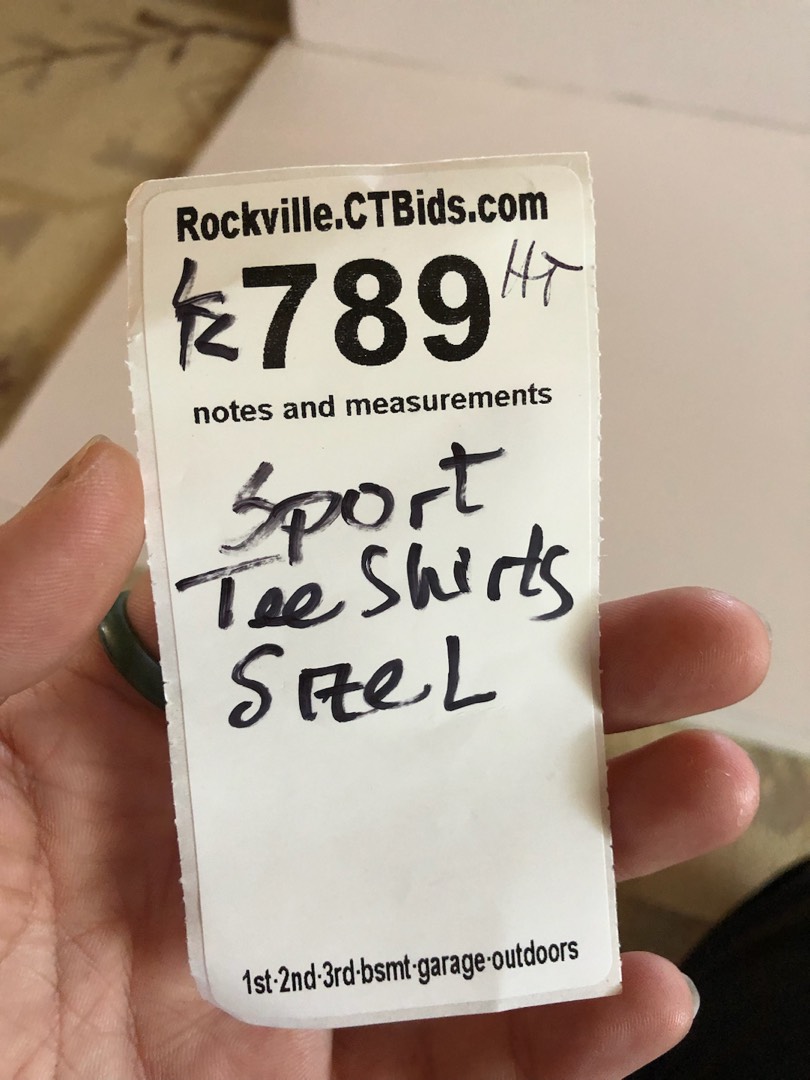 Rockville.CTBids.com
789 HT
notes and measurements
Sport
Tee Shirts
Size L
1st·2nd·3rd·bsmt·garage·outdoors